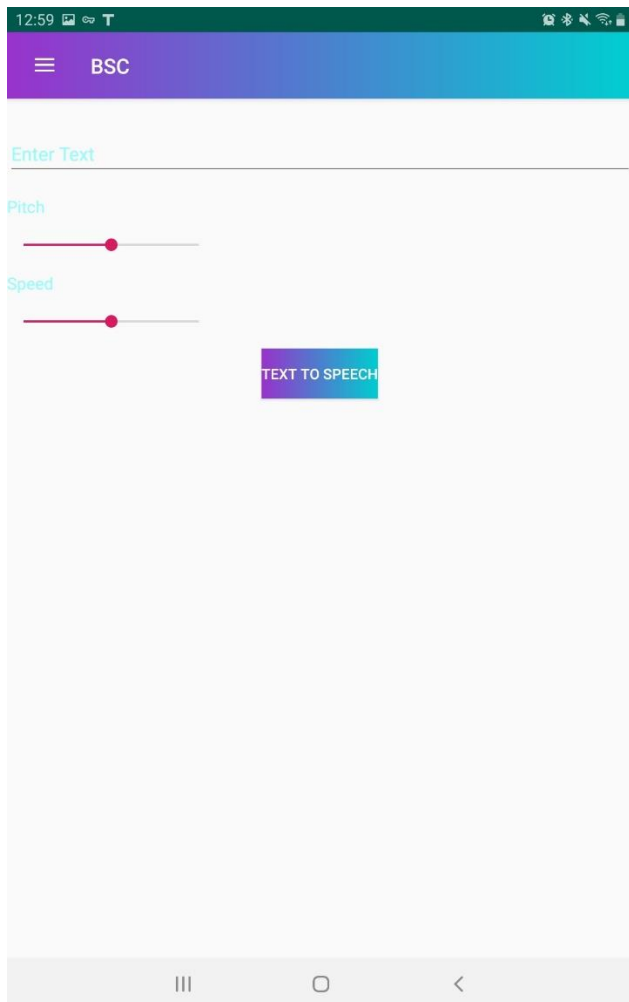 12:59 T
BSC
Enter Text
Pitch
Speed
TEXT TO SPEECH